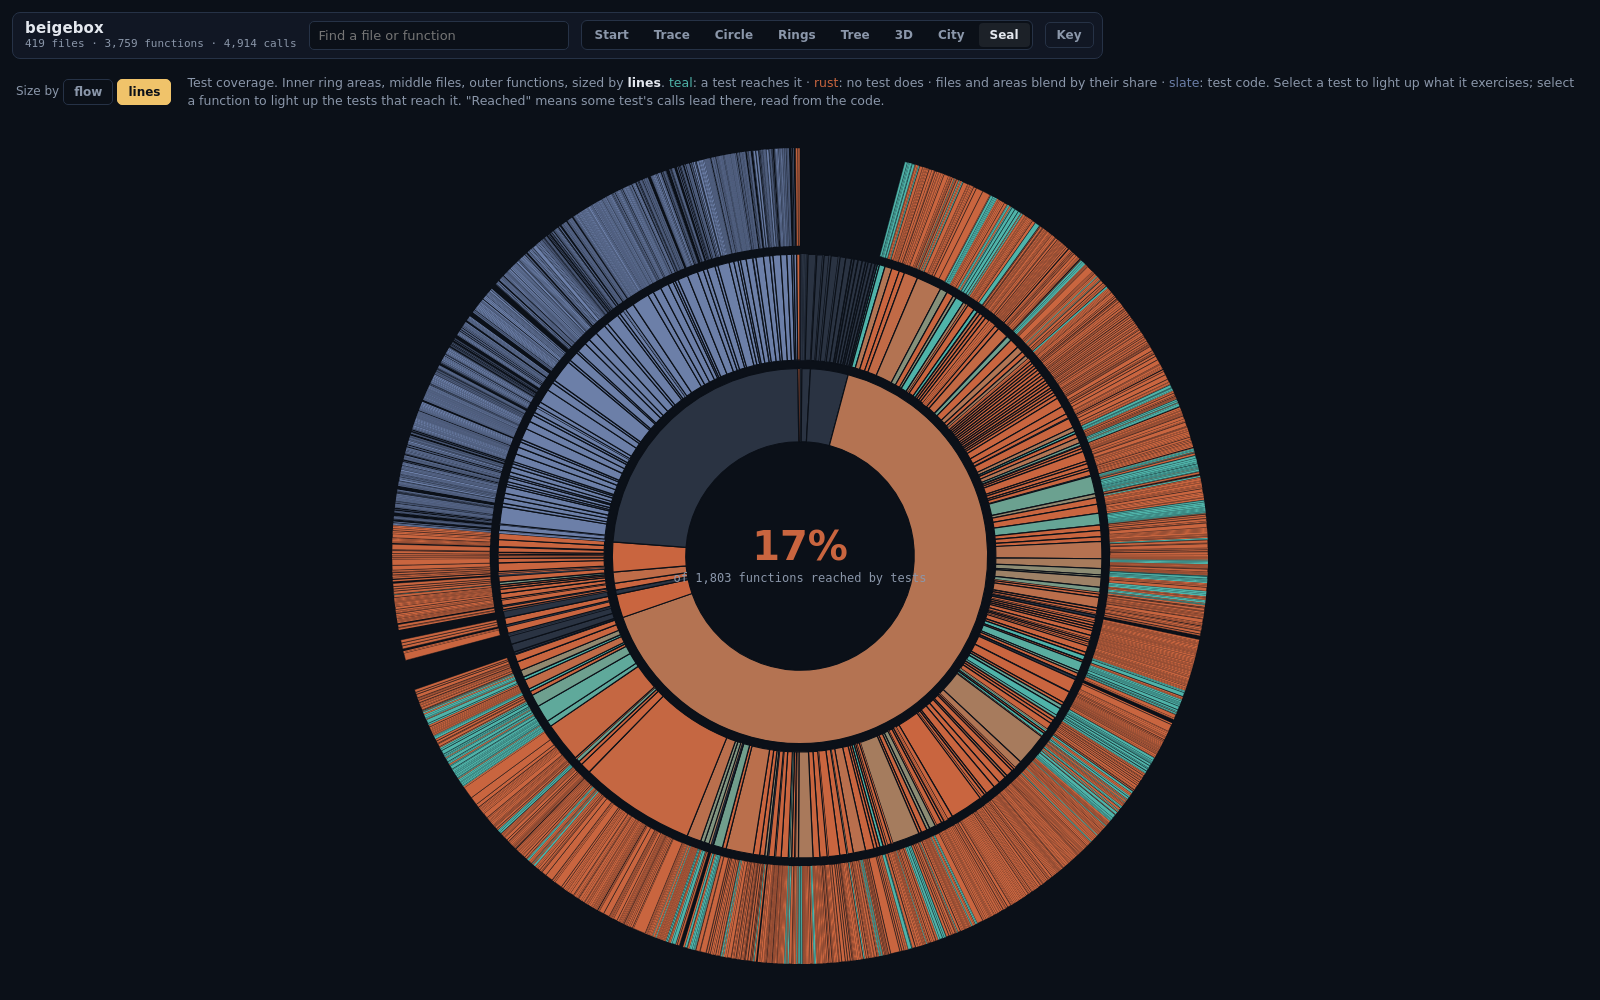 beigebox
419 files · 3,759 functions · 4,914 calls
Find a file or function
Start Trace Circle Rings Tree 3D City Seal
Key
Size by flow lines
Test coverage. Inner ring areas, middle files, outer functions, sized by lines. teal: a test reaches it · rust: no test does · files and areas blend by their share · slate: test code. Select a test to light up what it exercises; select
a function to light up the tests that reach it. "Reached" means some test's calls lead there, read from the code.
17%
of 1,803 functions reached by tests